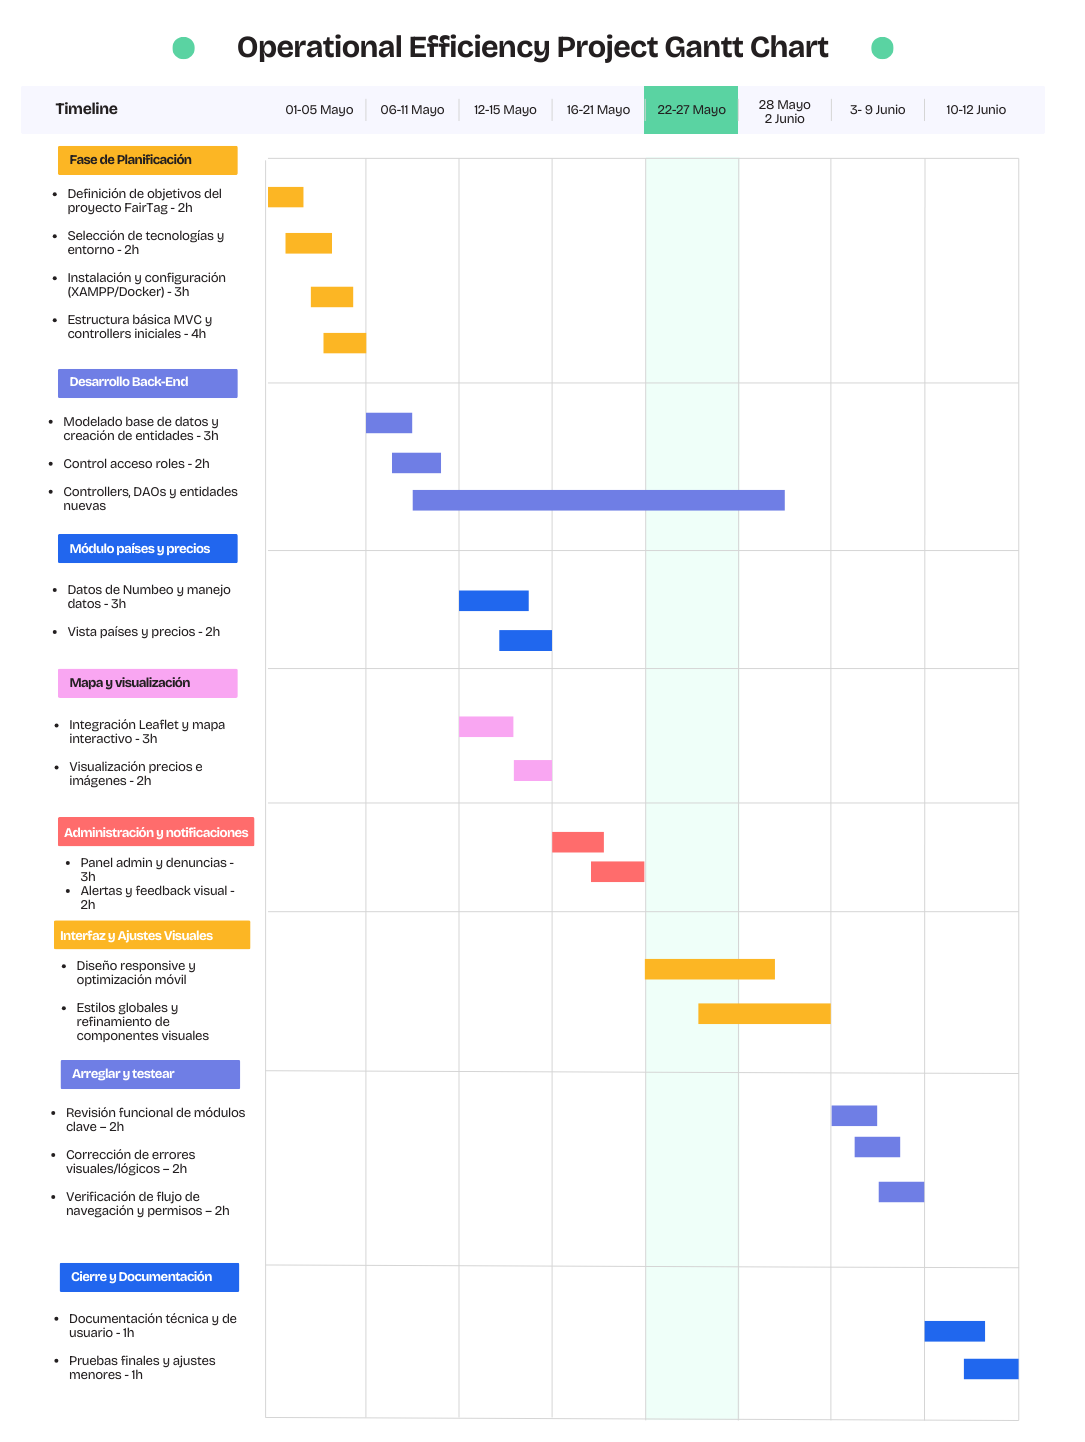 Operational Efficiency Project Gantt Chart
Timeline
01-05 Mayo
06-11 Mayo
12-15 Mayo
16-21 Mayo
22-27 Mayo
28 Mayo
2 Junio
3- 9 Junio
10-12 Junio
Fase de Planificación
• Definición de objetivos del
proyecto FairTag - 2h
• Selección de tecnologías y
entorno - 2h
• Instalación y configuración
(XAMPP/Docker) - 3h
• Estructura básica MVC y
controllers iniciales - 4h
Desarrollo Back-End
• Modelado base de datos y
creación de entidades - 3h
• Control acceso roles - 2h
• Controllers, DAOs y entidades
nuevas
Módulo países y precios
• Datos de Numbeo y manejo
datos - 3h
• Vista países y precios - 2h
Mapa y visualización
• Integración Leaflet y mapa
interactivo - 3h
• Visualización precios e
imágenes - 2h
Administración y notificaciones
• Panel admin y denuncias -
3h
• Alertas y feedback visual -
2h
Interfaz y Ajustes Visuales
• Diseño responsive y
optimización móvil
• Estilos globales y
refinamiento de
componentes visuales
Arreglar y testear
• Revisión funcional de módulos
clave – 2h
• Corrección de errores
visuales/lógicos – 2h
• Verificación de flujo de
navegación y permisos – 2h
Cierre y Documentación
• Documentación técnica y de
usuario - 1h
• Pruebas finales y ajustes
menores - 1h